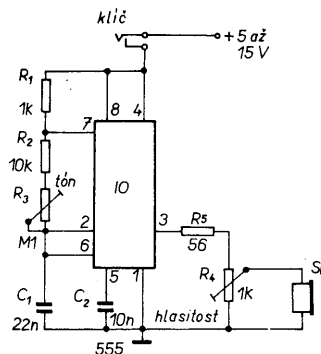 klíč
+5 až
15 V
R₁
1k
8
4
7
R₂
10k
IO
tón
R₃
2
3
R5
M1
56
6
R₄
1k
5
1
C₁
C₂
22n
10n
hlasitost
555